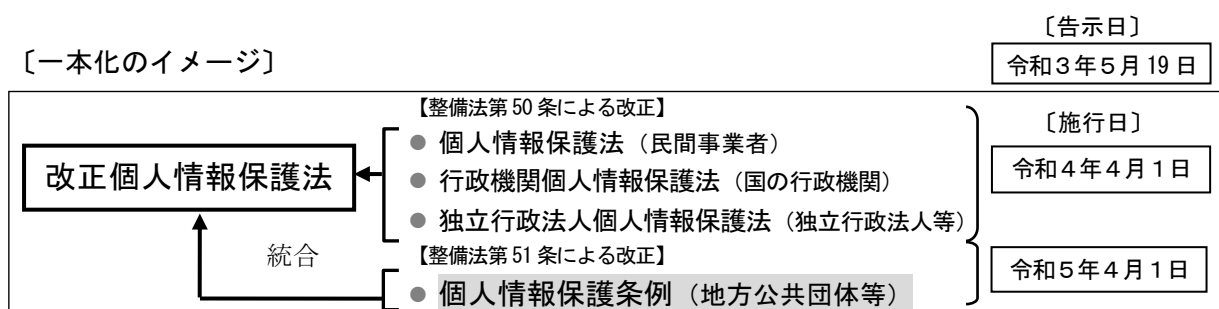 〔告示日〕
〔一本化のイメージ〕
令和３年５月19日
【整備法第50条による改正】
● 個人情報保護法（民間事業者）
〔施行日〕
改正個人情報保護法
● 行政機関個人情報保護法（国の行政機関）
令和４年４月１日
● 独立行政法人個人情報保護法（独立行政法人等）
統合
【整備法第51条による改正】
令和５年４月１日
● 個人情報保護条例（地方公共団体等）